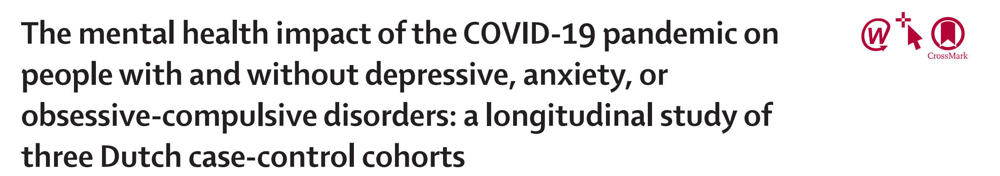 The mental health impact of the COVID-19 pandemic on
people with and without depressive, anxiety, or
obsessive-compulsive disorders: a longitudinal study of
three Dutch case-control cohorts
W
CrossMark